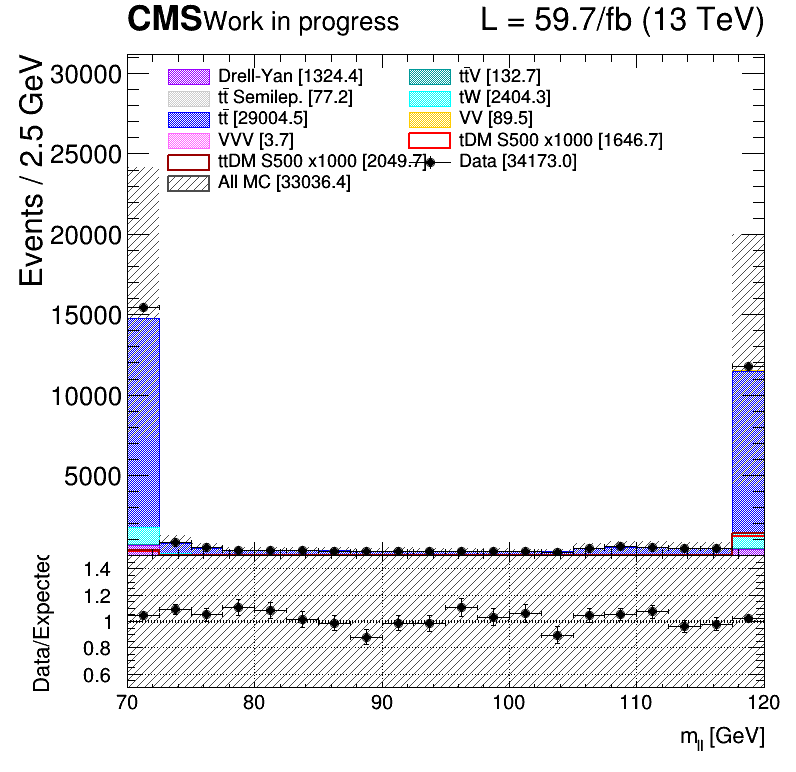 CMS Work in progress L = 59.7/fb (13 TeV)
Events / 2.5 GeV
30000
25000
20000
15000
10000
5000
Drell-Yan [1324.4]
tt̄ Semilep. [77.2]
tt̄ [29004.5]
VVV [3.7]
ttDM S500 x1000 [2049.7]
All MC [33036.4]
tt̄V [132.7]
tW [2404.3]
VV [89.5]
tDM S500 x1000 [1646.7]
Data [34173.0]
Data/Expected
1.4
1.2
1
0.8
0.6
70 80 90 100 110 120
m_ll [GeV]